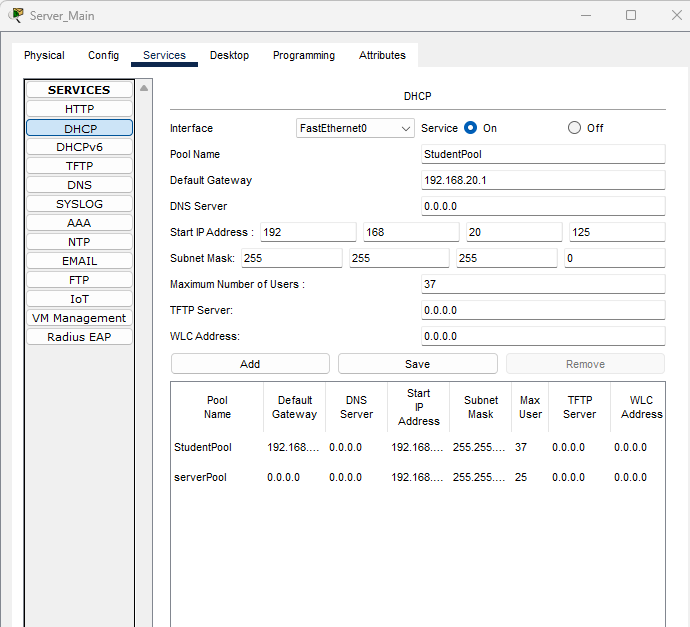 Server_Main
Physical Config Services Desktop Programming Attributes
SERVICES
HTTP
DHCP
DHCPv6
TFTP
DNS
SYSLOG
AAA
NTP
EMAIL
FTP
IoT
VM Management
Radius EAP
DHCP
Interface FastEthernet0 Service On Off
Pool Name StudentPool
Default Gateway 192.168.20.1
DNS Server 0.0.0.0
Start IP Address : 192 168 20 125
Subnet Mask: 255 255 255 0
Maximum Number of Users : 37
TFTP Server: 0.0.0.0
WLC Address: 0.0.0.0
Add Save Remove
Pool Name Default Gateway DNS Server Start IP Address Subnet Mask Max User TFTP Server WLC Address
StudentPool 192.168.... 0.0.0.0 192.168.... 255.255.... 37 0.0.0.0 0.0.0.0
serverPool 0.0.0.0 0.0.0.0 192.168.... 255.255.... 25 0.0.0.0 0.0.0.0